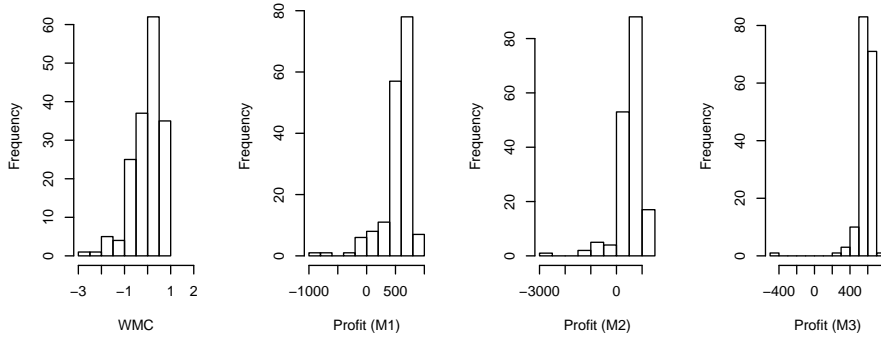 Frequency
0 10 20 30 40 50 60
−3 −1 1 2
WMC
Frequency
0 20 40 60 80
−1000 0 500
Profit (M1)
Frequency
0 20 40 60 80
−3000 0
Profit (M2)
Frequency
0 20 40 60 80
−400 0 400
Profit (M3)